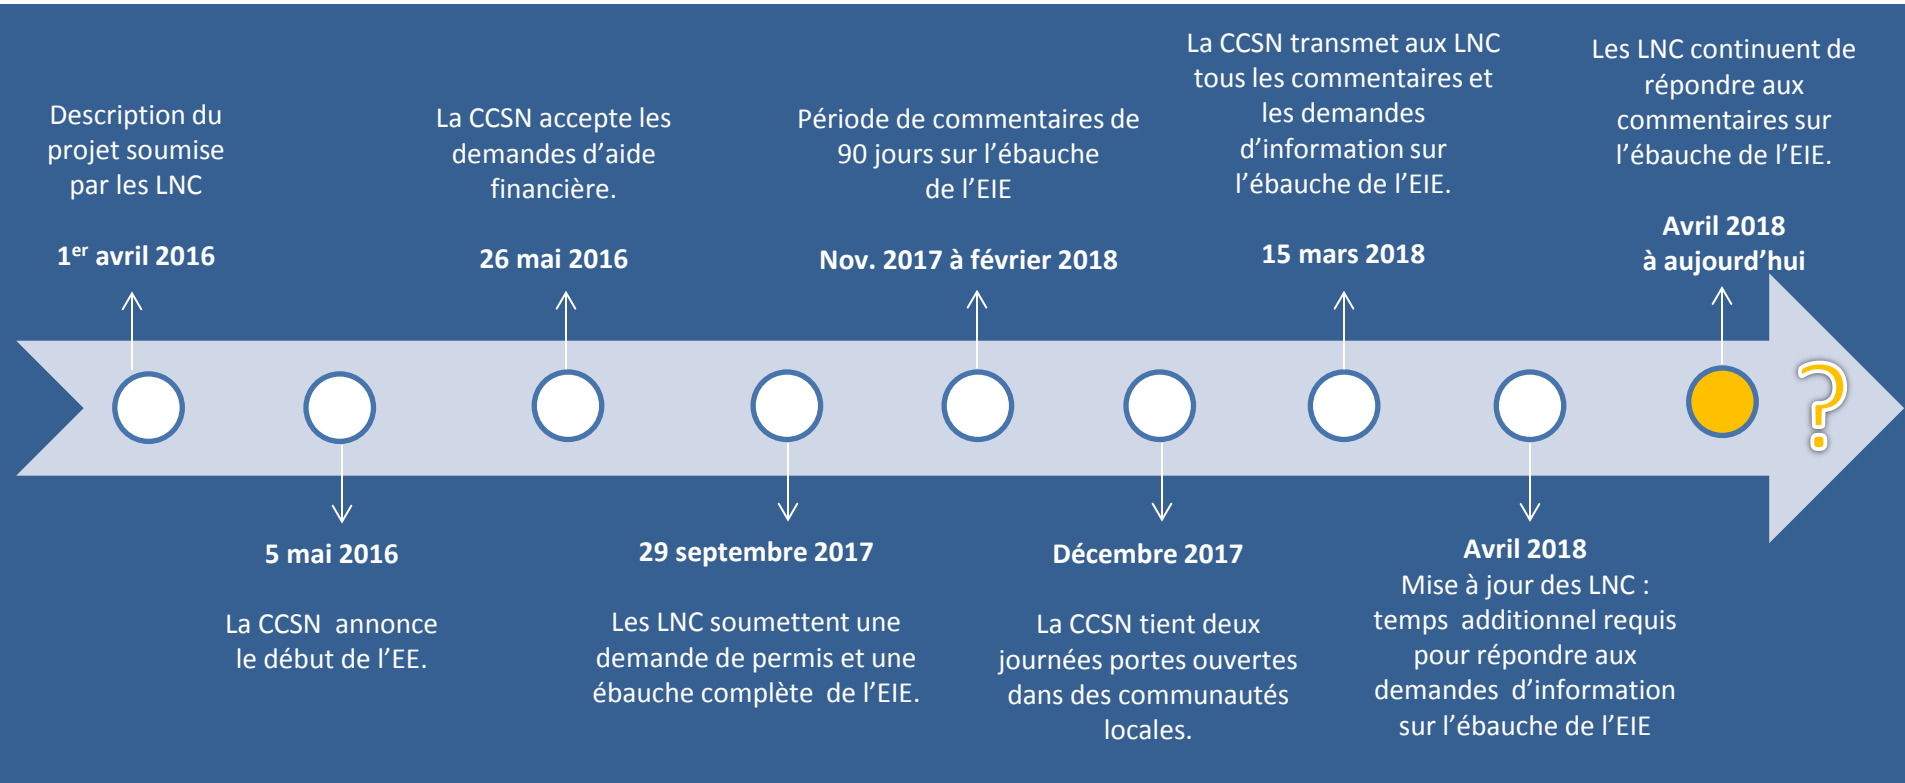 Description du
projet soumise
par les LNC
1er avril 2016
5 mai 2016
La CCSN annonce
le début de l’EE.
La CCSN accepte les
demandes d’aide
financière.
26 mai 2016
29 septembre 2017
Les LNC soumettent une
demande de permis et une
ébauche complète de l’EIE.
Période de commentaires de
90 jours sur l’ébauche
de l’EIE
Nov. 2017 à février 2018
Décembre 2017
La CCSN tient deux
journées portes ouvertes
dans des communautés
locales.
La CCSN transmet aux LNC
tous les commentaires et
les demandes
d’information sur
l’ébauche de l’EIE.
15 mars 2018
Avril 2018
Mise à jour des LNC :
temps additionnel requis
pour répondre aux
demandes d’information
sur l’ébauche de l’EIE
Les LNC continuent de
répondre aux
commentaires sur
l’ébauche de l’EIE.
Avril 2018
à aujourd’hui
?